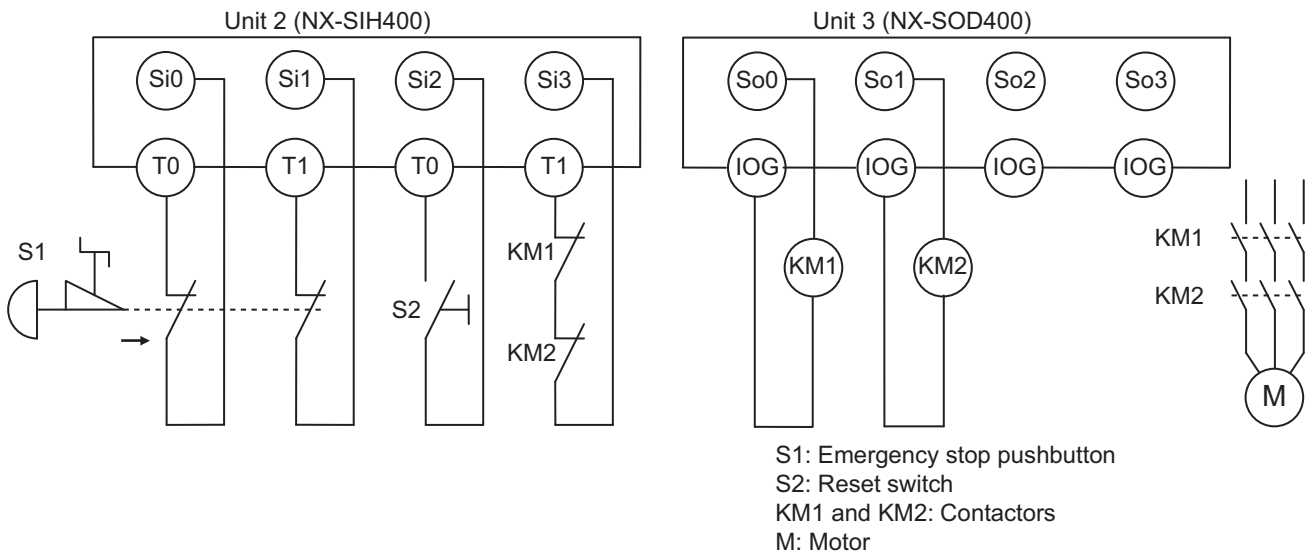 Unit 2 (NX-SIH400)
Unit 3 (NX-SOD400)
Si0 Si1 Si2 Si3
So0 So1 So2 So3
T0 T1 T0 T1
IOG IOG IOG IOG
S1
KM1
KM1
KM2
KM1
S2
KM2
KM2
M
S1: Emergency stop pushbutton
S2: Reset switch
KM1 and KM2: Contactors
M: Motor